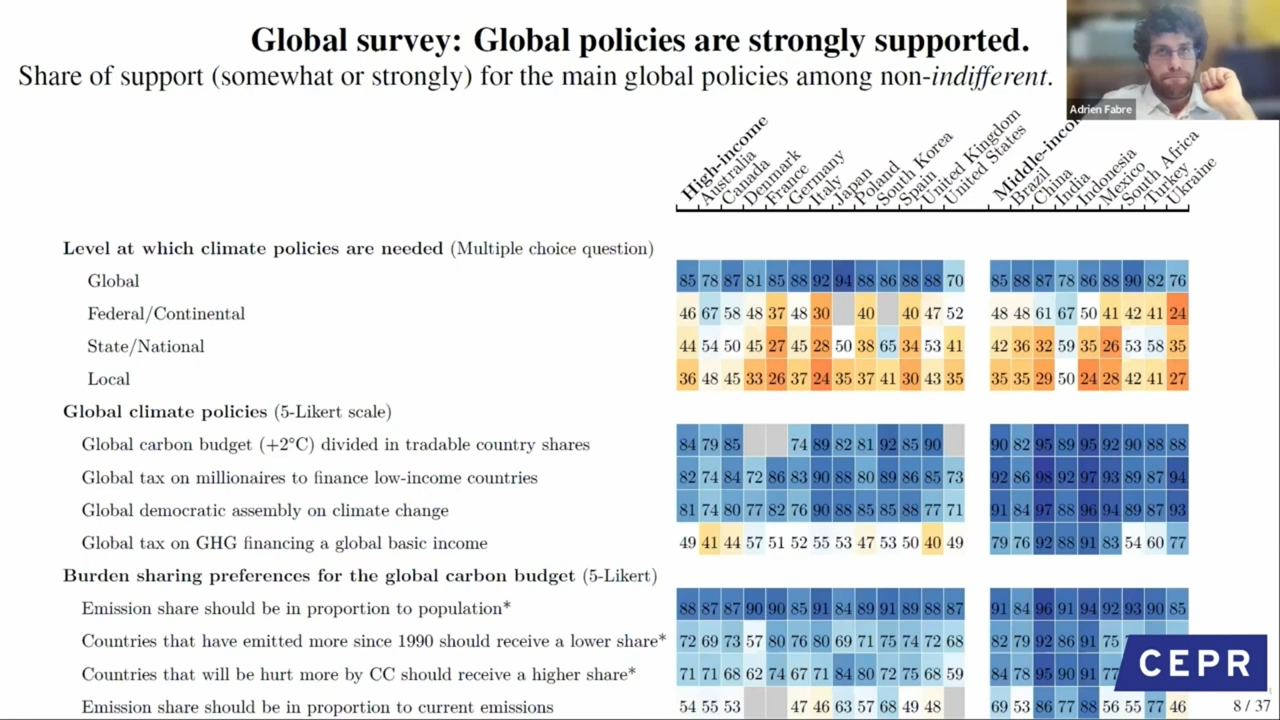 Global survey: Global policies are strongly supported.
Share of support (somewhat or strongly) for the main global policies among non-indifferent.
Adrien Fabre
High-income
Australia
Canada
Denmark
France
Germany
Italy
Japan
Poland
South Korea
Spain
United Kingdom
United States
Brazil
China
India
Indonesia
Mexico
South Africa
Turkey
Ukraine
Level at which climate policies are needed (Multiple choice question)
Global 85 78 87 81 85 88 92 94 88 86 88 88 70 85 88 87 78 86 88 90 82 76
Federal/Continental 46 67 58 48 37 48 30 40 40 47 52 48 48 61 67 50 41 42 41 24
State/National 44 54 50 45 27 45 28 50 38 65 34 53 41 42 36 32 59 35 26 53 58 35
Local 36 48 45 33 26 37 24 35 37 41 30 43 35 35 35 29 50 24 28 42 41 27
Global climate policies (5-Likert scale)
Global carbon budget (+2°C) divided in tradable country shares 84 79 85 74 89 82 81 92 85 90 90 82 95 89 95 92 90 88 88
Global tax on millionaires to finance low-income countries 82 74 84 72 86 83 90 88 80 89 86 85 73 92 86 98 92 97 93 89 87 94
Global democratic assembly on climate change 81 74 80 77 82 76 90 88 85 85 88 77 71 91 84 97 88 96 94 89 87 93
Global tax on GHG financing a global basic income 49 41 44 57 51 52 55 53 47 53 50 40 49 79 76 92 88 91 83 54 60 77
Burden sharing preferences for the global carbon budget (5-Likert)
Emission share should be in proportion to population* 88 87 87 90 90 85 91 84 89 91 89 88 87 91 84 96 91 94 92 93 90 85
Countries that have emitted more since 1990 should receive a lower share* 72 69 73 57 80 76 80 69 71 75 74 72 68 82 79 92 86 91 75
Countries that will be hurt more by CC should receive a higher share* 71 71 68 62 74 67 71 84 80 72 75 68 59 84 78 95 90 91 77
Emission share should be in proportion to current emissions 54 55 53 47 46 63 57 68 49 48 69 53 86 77 88 56 55 77 46
CEPR
8 / 37